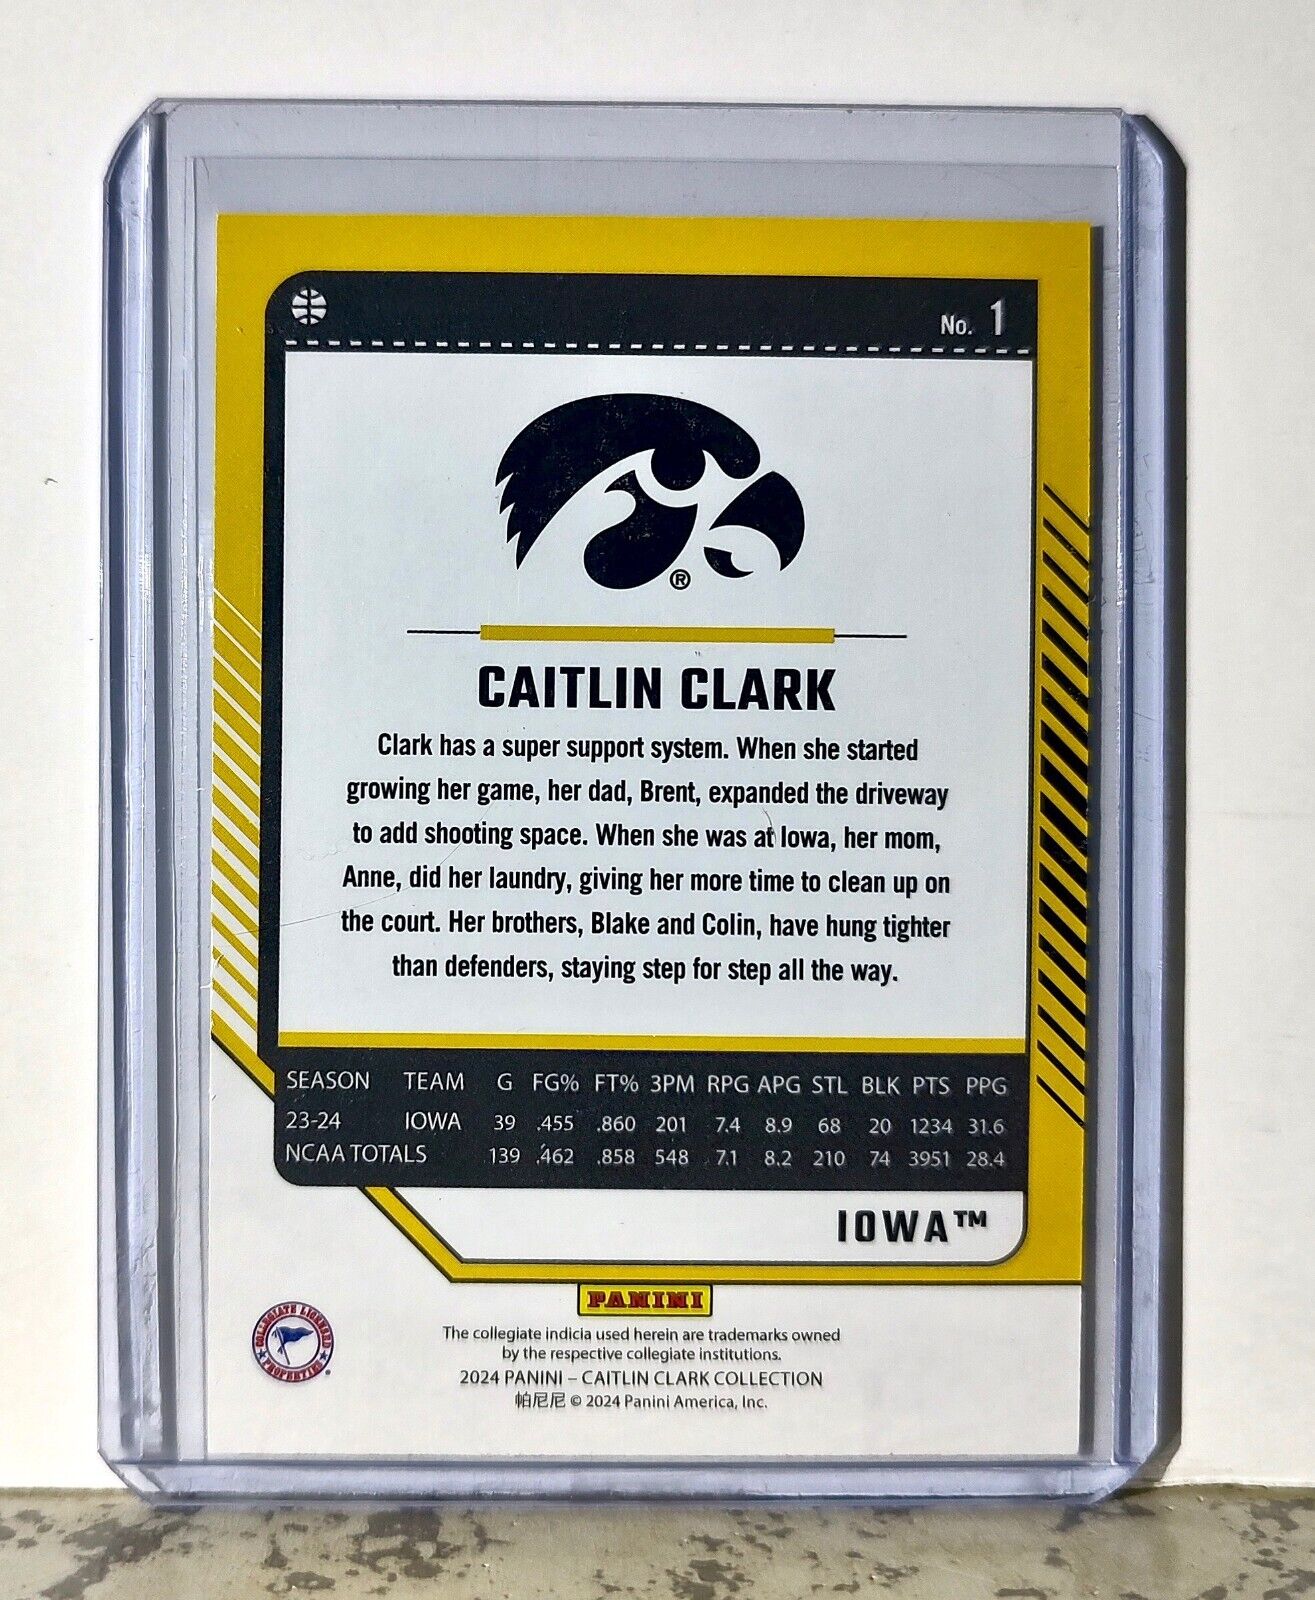 No. 1
®
CAITLIN CLARK
Clark has a super support system. When she started
growing her game, her dad, Brent, expanded the driveway
to add shooting space. When she was at Iowa, her mom,
Anne, did her laundry, giving her more time to clean up on
the court. Her brothers, Blake and Colin, have hung tighter
than defenders, staying step for step all the way.
SEASON TEAM G FG% FT% 3PM RPG APG STL BLK PTS PPG
23-24 IOWA 39 .455 .860 201 7.4 8.9 68 20 1234 31.6
NCAA TOTALS 139 .462 .858 548 7.1 8.2 210 74 3951 28.4
IOWA™
PANINI
COLLEGIATE LICENSED
PROPERTIES
The collegiate indicia used herein are trademarks owned
by the respective collegiate institutions.
2024 PANINI – CAITLIN CLARK COLLECTION
帕尼尼 © 2024 Panini America, Inc.